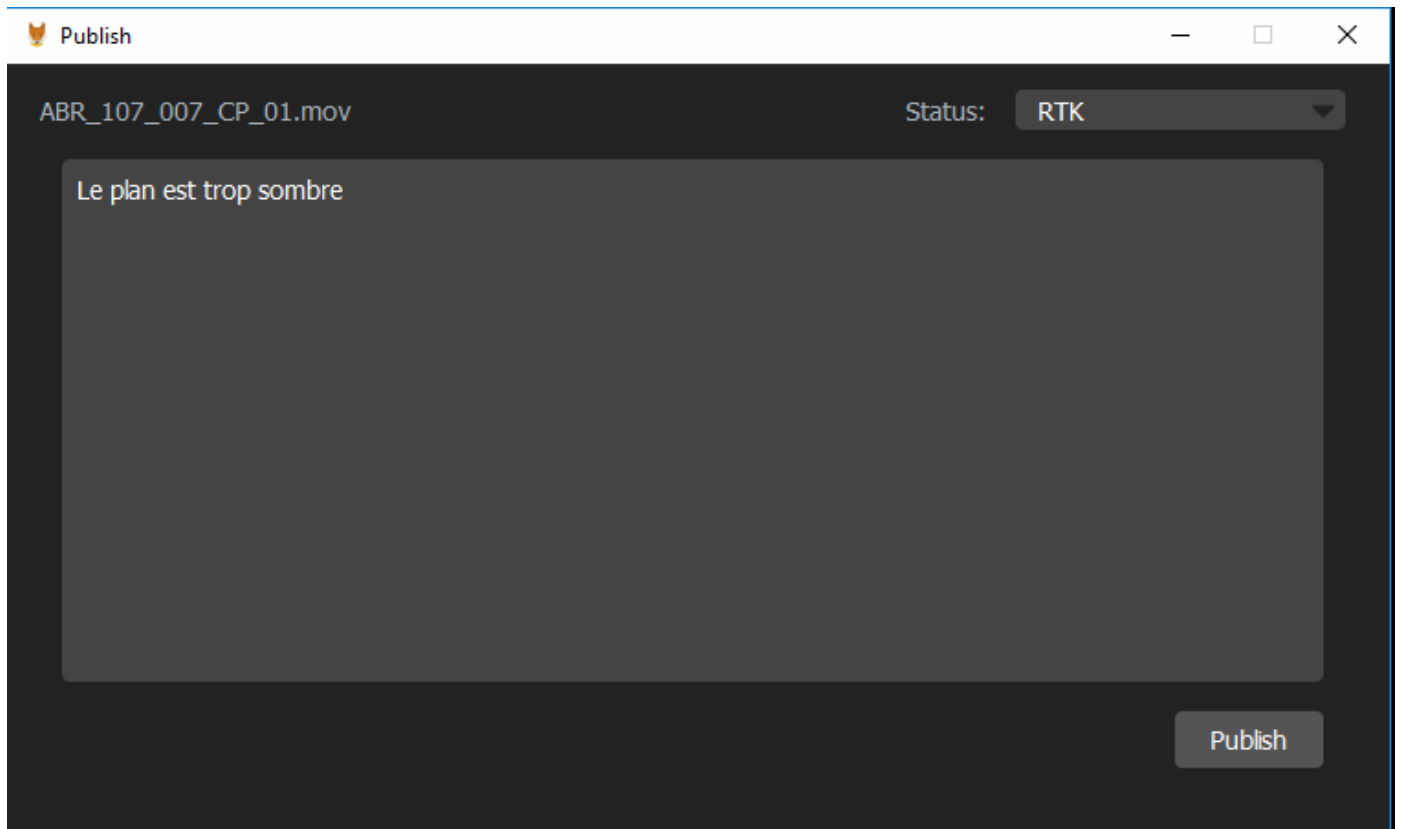 Publish
ABR_107_007_CP_01.mov Status: RTK
Le plan est trop sombre
Publish